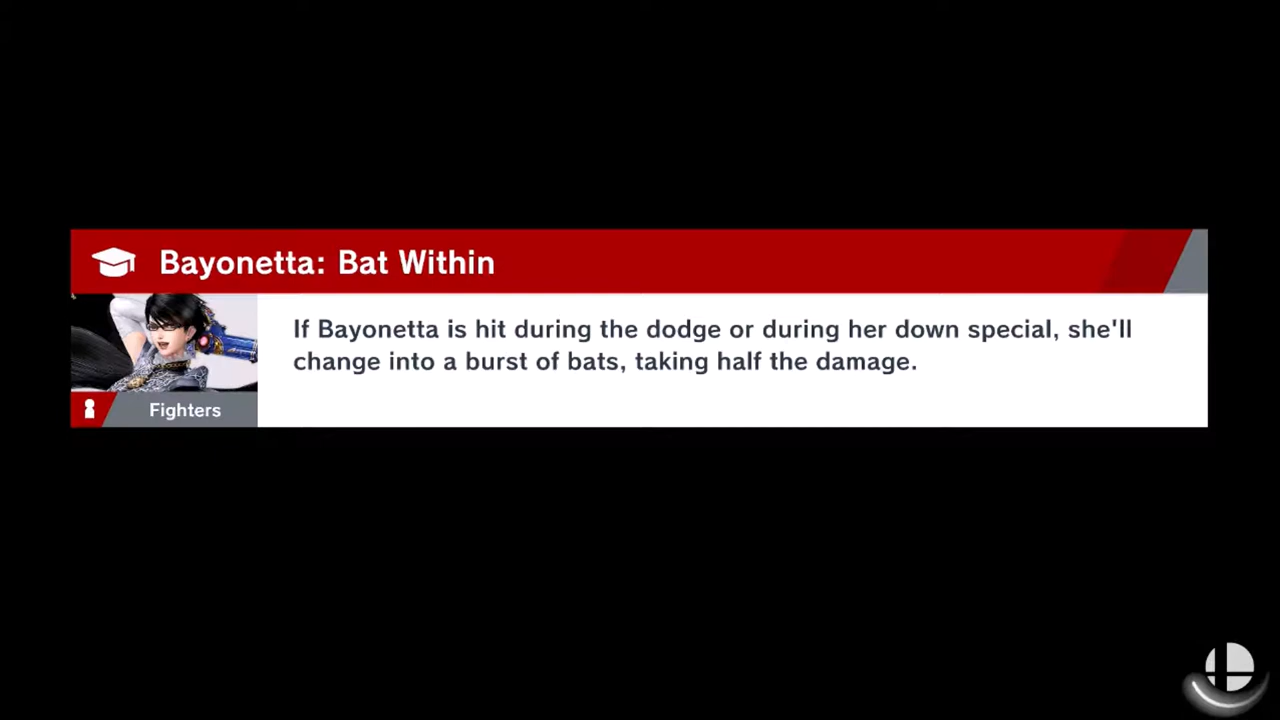 Bayonetta: Bat Within
If Bayonetta is hit during the dodge or during her down special, she'll
change into a burst of bats, taking half the damage.
Fighters